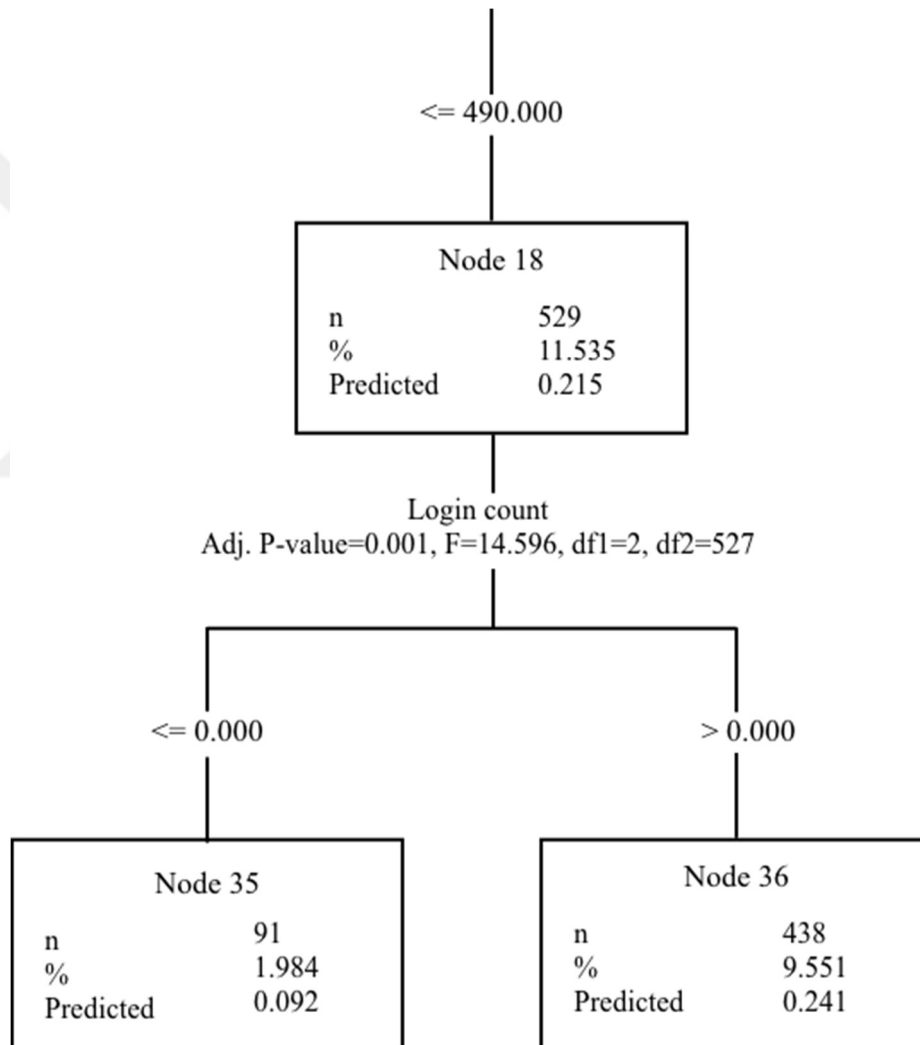 <= 490.000
Node 18
n 529
% 11.535
Predicted 0.215
Login count
Adj. P-value=0.001, F=14.596, df1=2, df2=527
<= 0.000
> 0.000
Node 35
n 91
% 1.984
Predicted 0.092
Node 36
n 438
% 9.551
Predicted 0.241